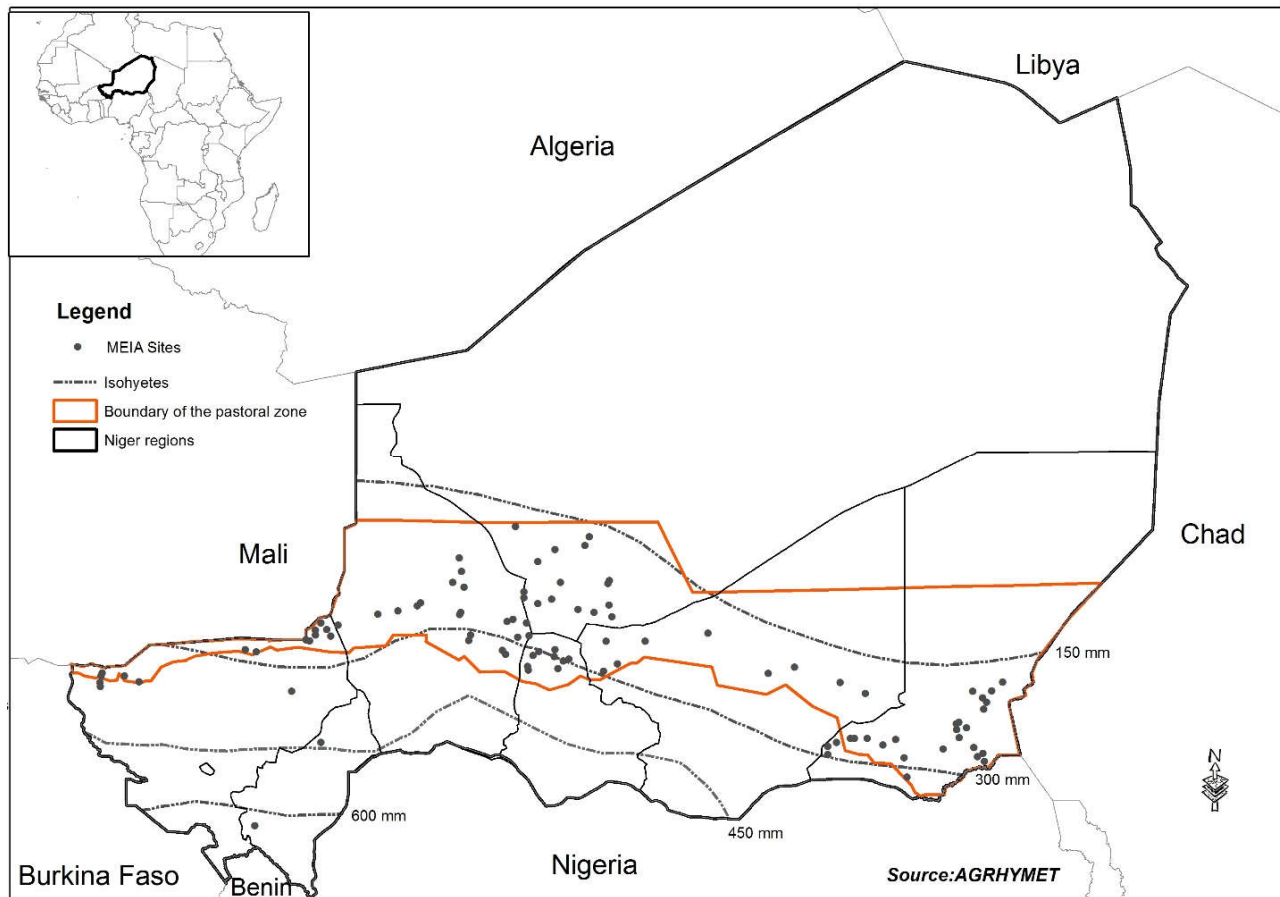 Libya
Algeria
Legend
MEIA Sites
Isohyetes
Boundary of the pastoral zone
Niger regions
Mali
Chad
150 mm
300 mm
N
600 mm
450 mm
Nigeria
Burkina Faso
Benin
Source:AGRHYMET